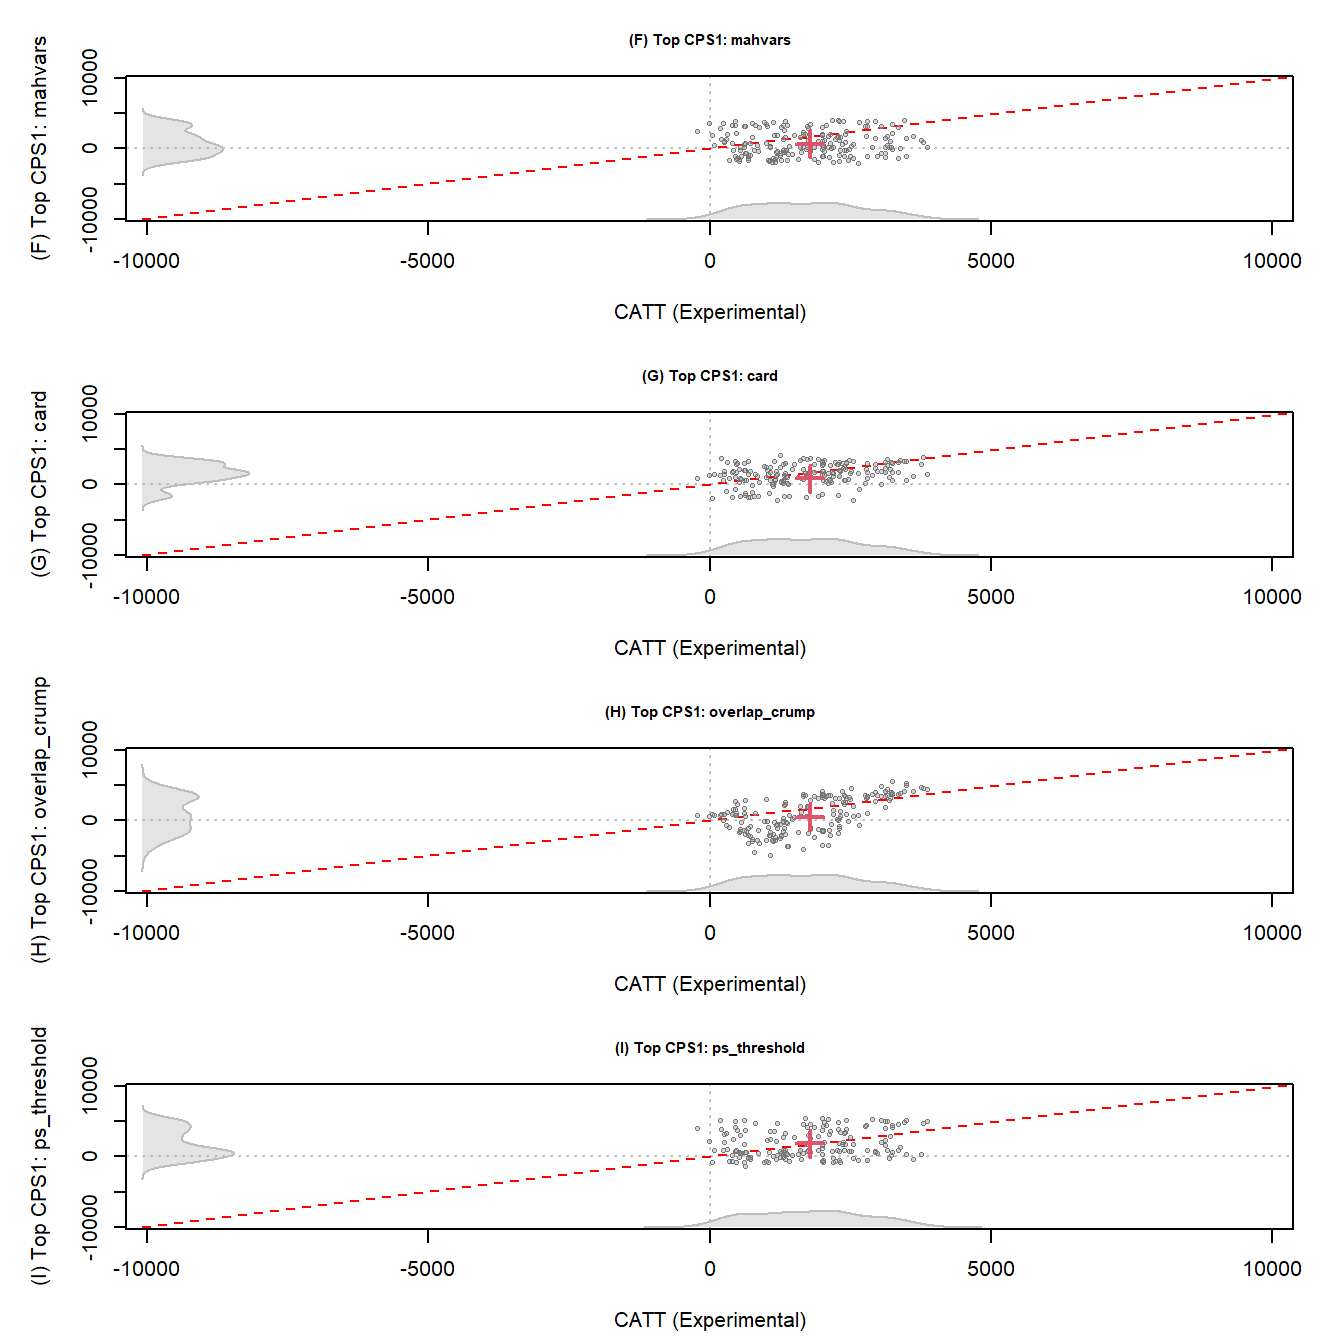 (F) Top CPS1: mahvars
(F) Top CPS1: mahvars
10000
0
-10000
-10000 -5000 0 5000 10000
CATT (Experimental)
(G) Top CPS1: card
(G) Top CPS1: card
10000
0
-10000
-10000 -5000 0 5000 10000
CATT (Experimental)
(H) Top CPS1: overlap_crump
(H) Top CPS1: overlap_crump
10000
0
-10000
-10000 -5000 0 5000 10000
CATT (Experimental)
(I) Top CPS1: ps_threshold
(I) Top CPS1: ps_threshold
10000
0
-10000
-10000 -5000 0 5000 10000
CATT (Experimental)